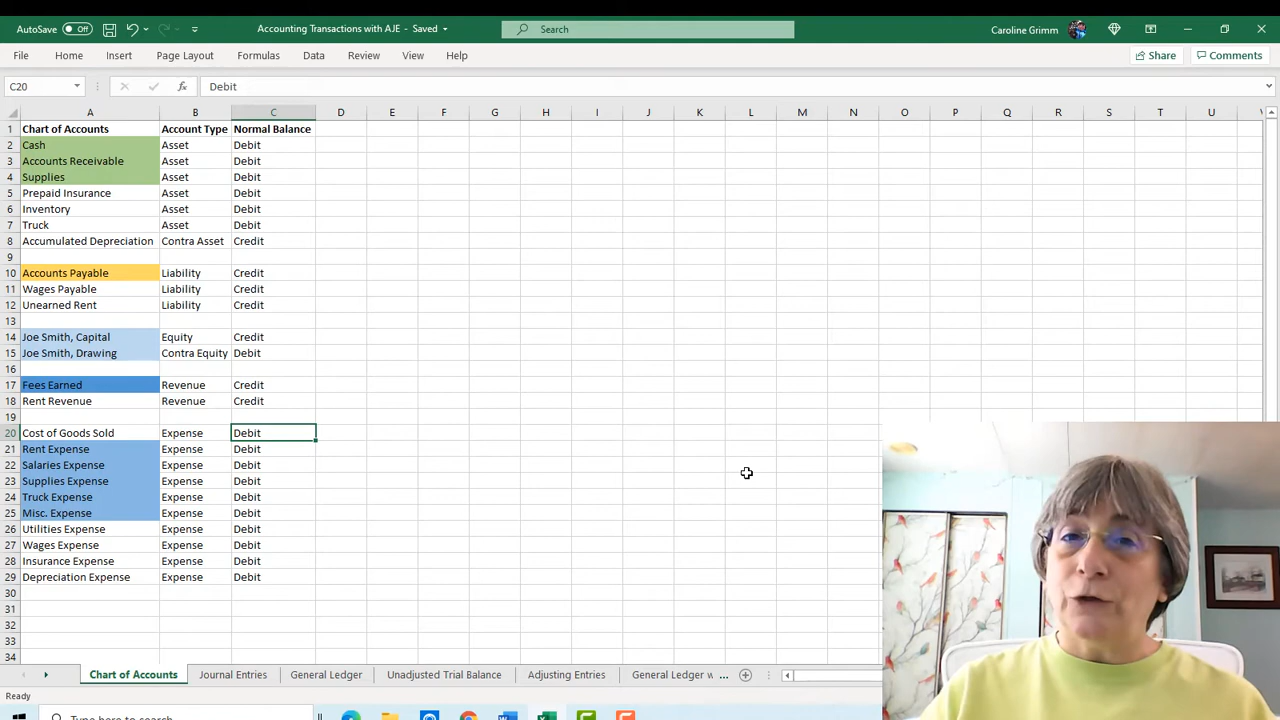 AutoSave Off Accounting Transactions with AJE - Saved Search Caroline Grimm
File Home Insert Page Layout Formulas Data Review View Help Share Comments
C20 fx Debit
A B C D E F G H I J K L M N O P Q R S T U
1 Chart of Accounts Account Type Normal Balance
2 Cash Asset Debit
3 Accounts Receivable Asset Debit
4 Supplies Asset Debit
5 Prepaid Insurance Asset Debit
6 Inventory Asset Debit
7 Truck Asset Debit
8 Accumulated Depreciation Contra Asset Credit
9
10 Accounts Payable Liability Credit
11 Wages Payable Liability Credit
12 Unearned Rent Liability Credit
13
14 Joe Smith, Capital Equity Credit
15 Joe Smith, Drawing Contra Equity Debit
16
17 Fees Earned Revenue Credit
18 Rent Revenue Revenue Credit
19
20 Cost of Goods Sold Expense Debit
21 Rent Expense Expense Debit
22 Salaries Expense Expense Debit
23 Supplies Expense Expense Debit
24 Truck Expense Expense Debit
25 Misc. Expense Expense Debit
26 Utilities Expense Expense Debit
27 Wages Expense Expense Debit
28 Insurance Expense Expense Debit
29 Depreciation Expense Expense Debit
30
31
32
33
34
Chart of Accounts Journal Entries General Ledger Unadjusted Trial Balance Adjusting Entries General Ledger w ...
Ready
Type here to search